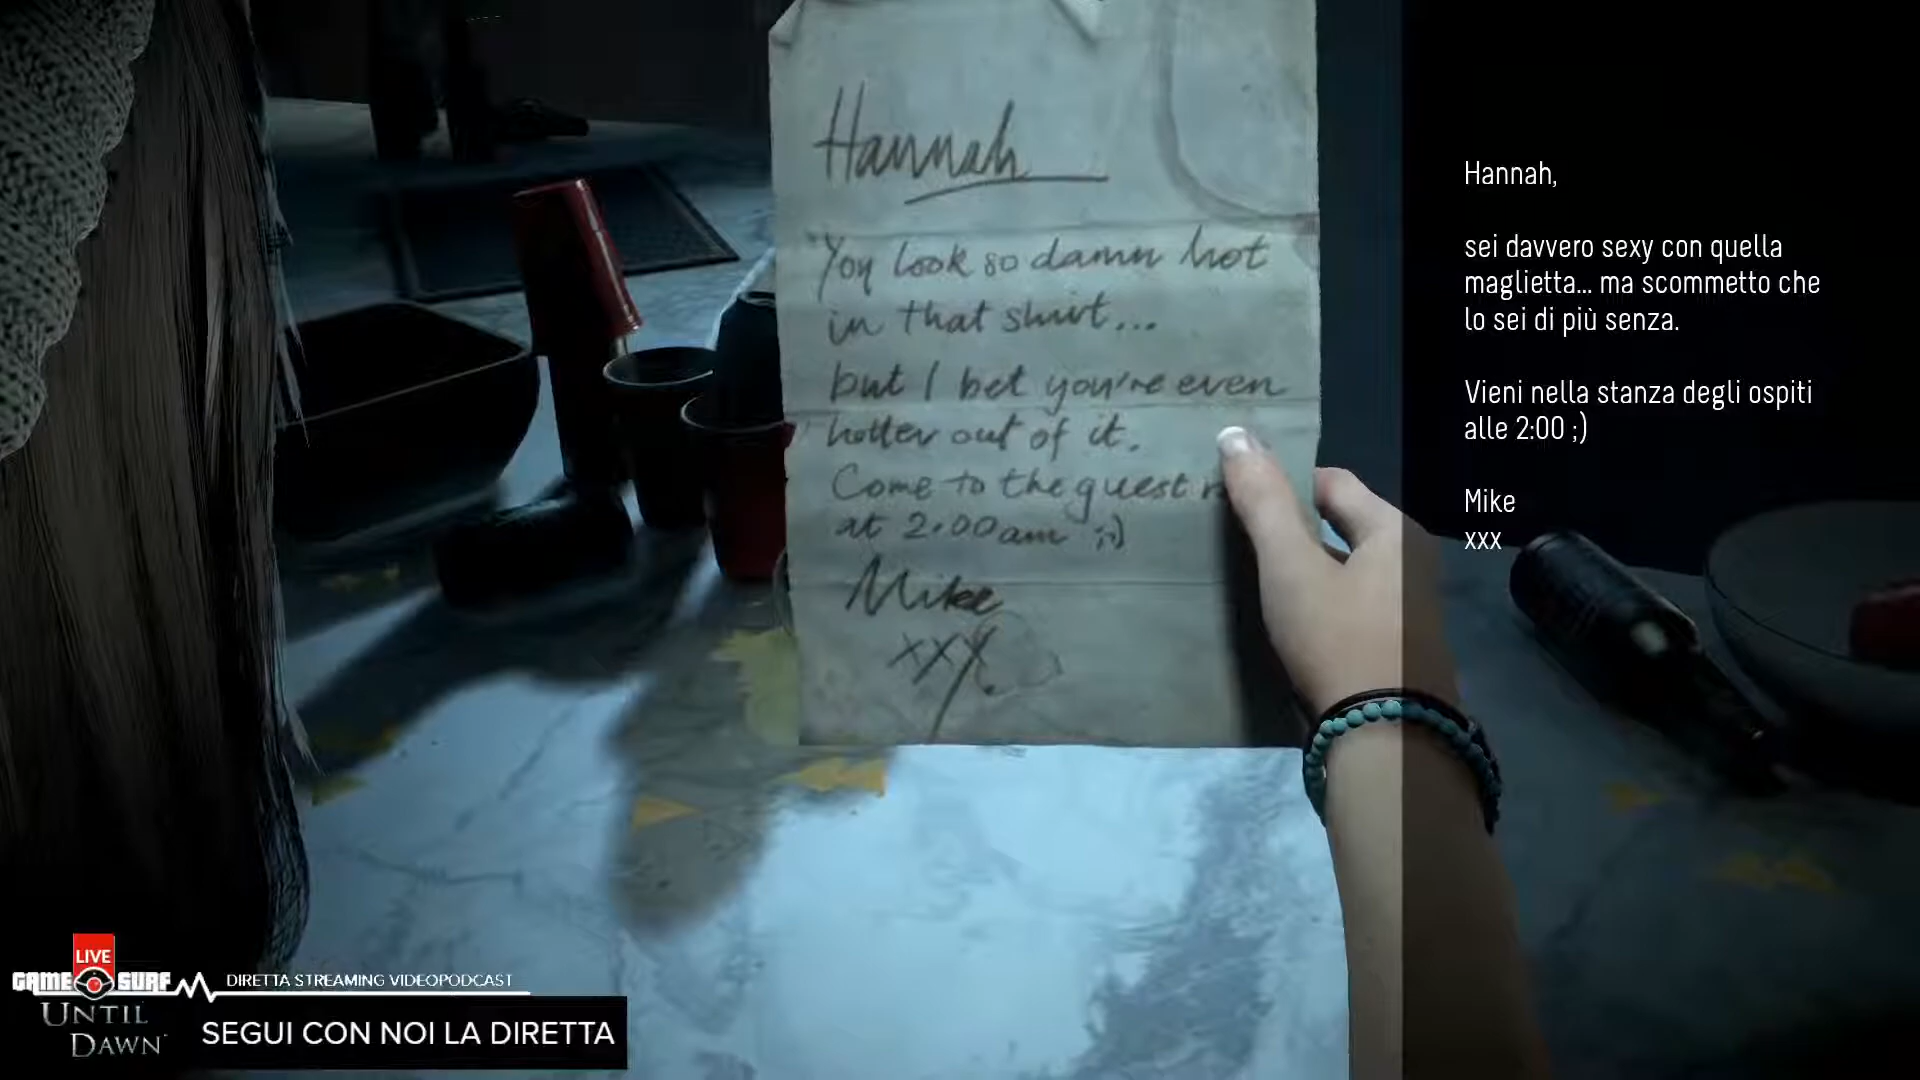 Hannah
You look so damn hot
in that shirt...
but I bet you're even
hotter out of it.
Come to the guest
at 2:00am ;)
Mike
xxx
Hannah,
sei davvero sexy con quella
maglietta... ma scommetto che
lo sei di più senza.
Vieni nella stanza degli ospiti
alle 2:00 ;)
Mike
xxx
LIVE
GAME SURF
DIRETTA STREAMING VIDEOPODCAST
UNTIL
DAWN
SEGUI CON NOI LA DIRETTA